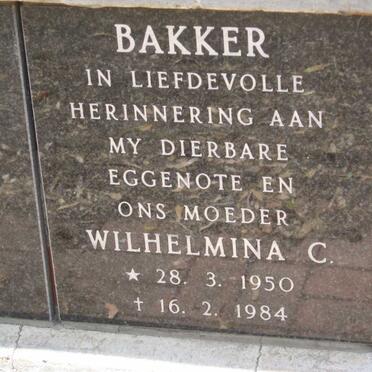 BAKKER
IN LIEFDEVOLLE
HERINNERING AAN
MY DIERBARE
EGGENOTE EN
ONS MOEDER
WILHELMINA C.
★ 28. 3. 1950
✝ 16. 2. 1984